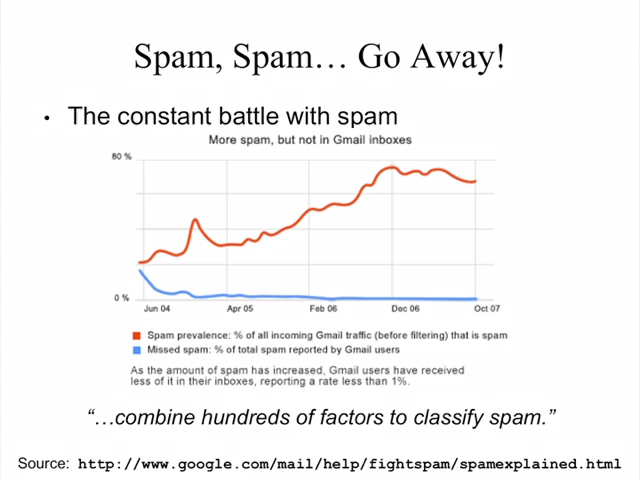 Spam, Spam… Go Away!
• The constant battle with spam
More spam, but not in Gmail inboxes
80 %
0 %
Jun 04 Apr 05 Feb 06 Dec 06 Oct 07
Spam prevalence: % of all incoming Gmail traffic (before filtering) that is spam
Missed spam: % of total spam reported by Gmail users
As the amount of spam has increased, Gmail users have received
less of it in their inboxes, reporting a rate less than 1%.
“…combine hundreds of factors to classify spam.”
Source: http://www.google.com/mail/help/fightspam/spamexplained.html